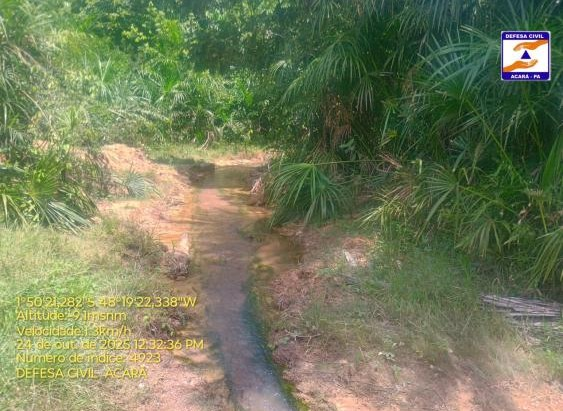 DEFESA CIVIL
ACARÁ - PA
1°50'21,282"S -48°19'22,338"W
Altitude:-9.1msnm
Velocidade:1.3km/h
24 de out. de 2025 12:32:36 PM
Número de índice: 4923
DEFESA CIVIL- ACARÁ